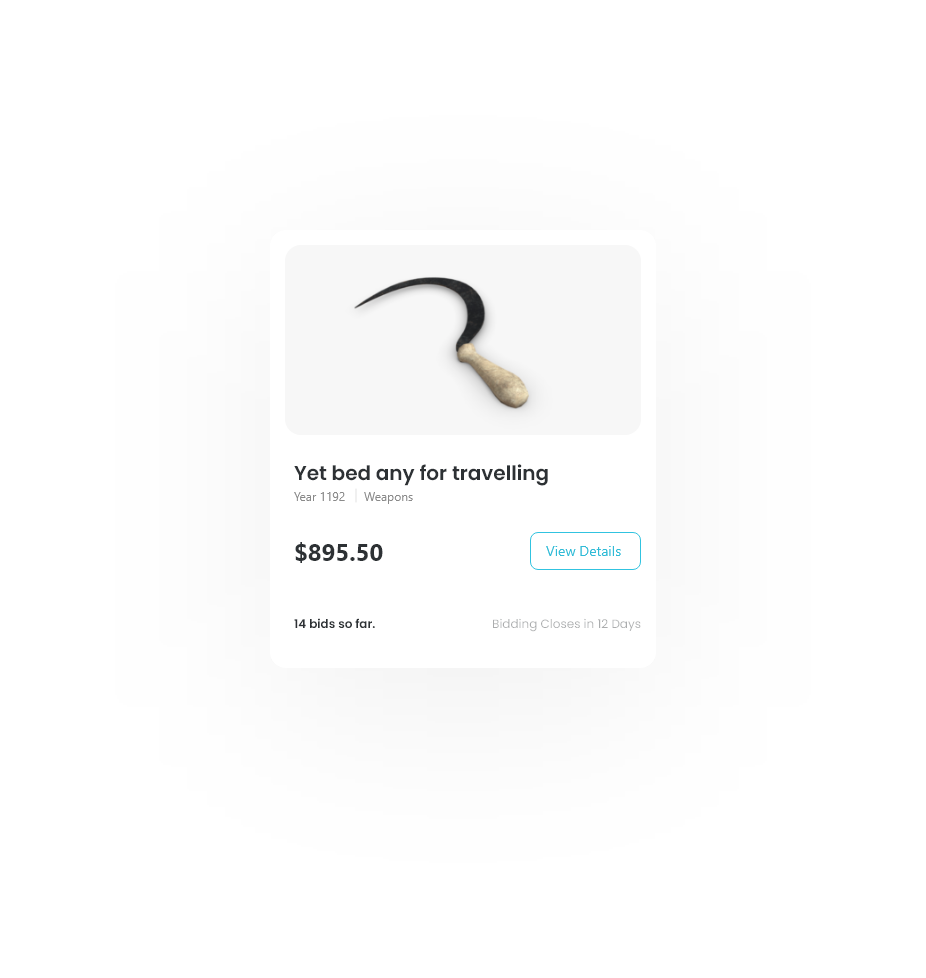 Yet bed any for travelling
Year 1192 Weapons
$895.50 View Details
14 bids so far. Bidding Closes in 12 Days